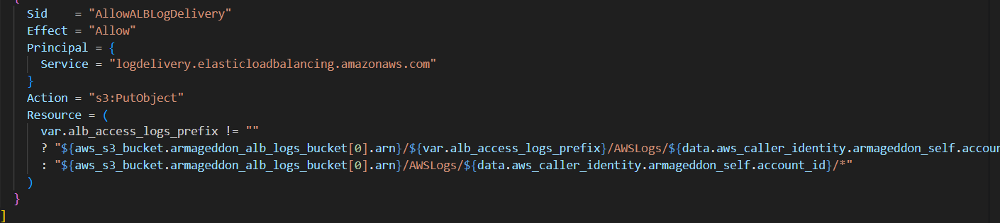 {
Sid    = "AllowALBLogDelivery"
Effect = "Allow"
Principal = {
Service = "logdelivery.elasticloadbalancing.amazonaws.com"
}
Action = "s3:PutObject"
Resource = (
var.alb_access_logs_prefix != ""
? "${aws_s3_bucket.armageddon_alb_logs_bucket[0].arn}/${var.alb_access_logs_prefix}/AWSLogs/${data.aws_caller_identity.armageddon_self.accoun
: "${aws_s3_bucket.armageddon_alb_logs_bucket[0].arn}/AWSLogs/${data.aws_caller_identity.armageddon_self.account_id}/*"
)
}
]